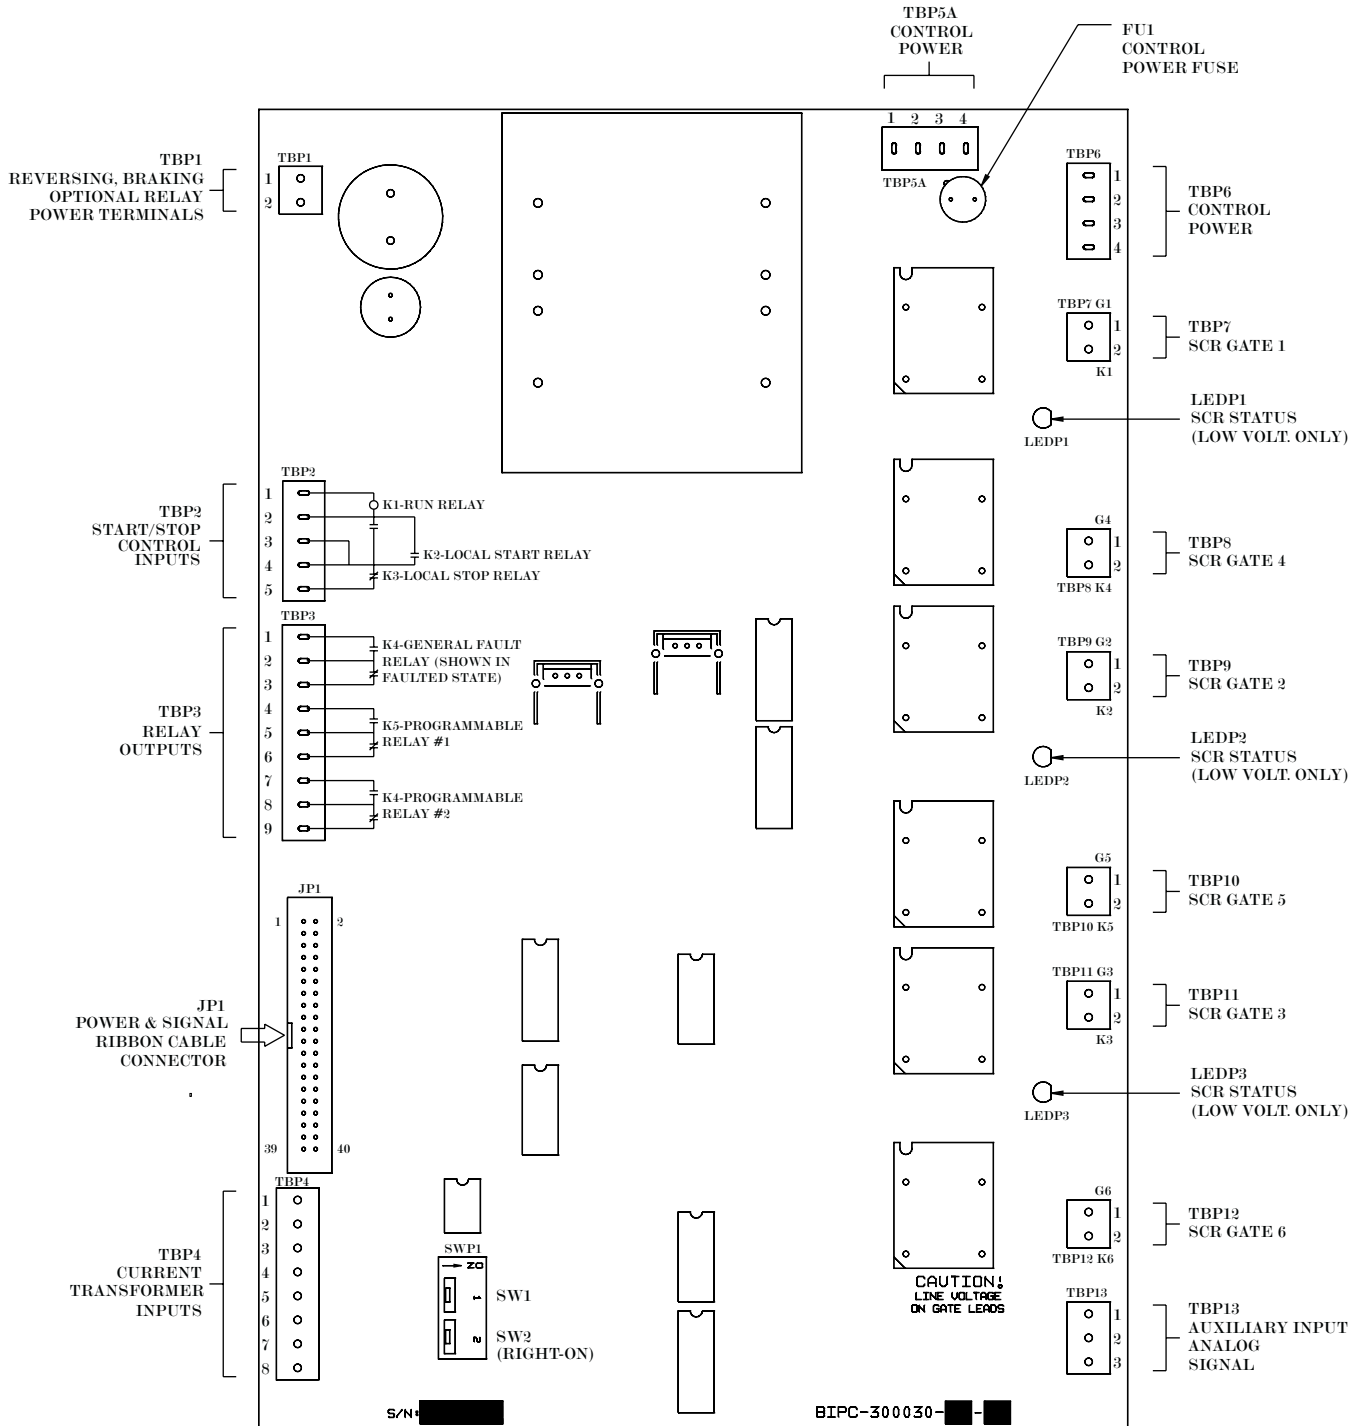 TBP5A
CONTROL
POWER
FU1
CONTROL
POWER FUSE
1 2 3 4
TBP5A
TBP1
REVERSING, BRAKING
OPTIONAL RELAY
POWER TERMINALS
TBP1
1
2
TBP6
1
2
3
4
TBP6
CONTROL
POWER
TBP7 G1
1
2
K1
TBP7
SCR GATE 1
LEDP1
LEDP1
SCR STATUS
(LOW VOLT. ONLY)
TBP2
START/STOP
CONTROL
INPUTS
TBP2
1
2
3
4
5
K1-RUN RELAY
K2-LOCAL START RELAY
K3-LOCAL STOP RELAY
G4
1
2
TBP8 K4
TBP8
SCR GATE 4
TBP3
RELAY
OUTPUTS
TBP3
1
2
3
4
5
6
7
8
9
K4-GENERAL FAULT
RELAY (SHOWN IN
FAULTED STATE)
K5-PROGRAMMABLE
RELAY #1
K4-PROGRAMMABLE
RELAY #2
TBP9 G2
1
2
K2
TBP9
SCR GATE 2
LEDP2
LEDP2
SCR STATUS
(LOW VOLT. ONLY)
G5
1
2
TBP10 K5
TBP10
SCR GATE 5
JP1
1 2
39 40
JP1
POWER & SIGNAL
RIBBON CABLE
CONNECTOR
TBP11 G3
1
2
K3
TBP11
SCR GATE 3
LEDP3
LEDP3
SCR STATUS
(LOW VOLT. ONLY)
TBP4
1
2
3
4
5
6
7
8
TBP4
CURRENT
TRANSFORMER
INPUTS
SWP1
ON
1
2
SW1
SW2
(RIGHT-ON)
G6
1
2
TBP12 K6
TBP12
SCR GATE 6
CAUTION!
LINE VOLTAGE
ON GATE LEADS
TBP13
1
2
3
TBP13
AUXILIARY INPUT
ANALOG
SIGNAL
S/N:
BIPC-300030- -